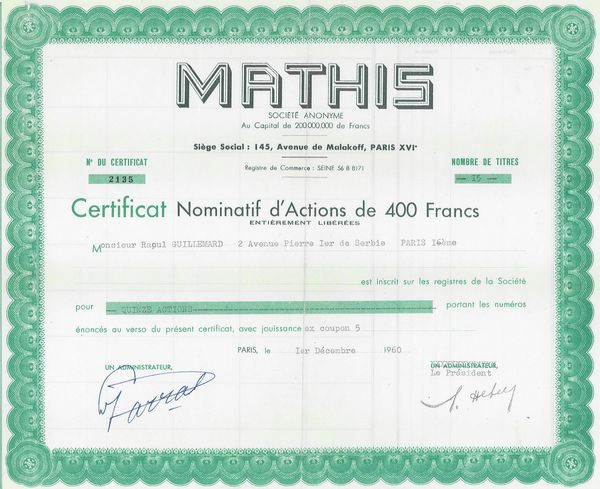 MATHIS
SOCIÉTÉ ANONYME
Au Capital de 200.000.000 de Francs
Siège Social : 145, Avenue de Malakoff, PARIS XVIe
N° DU CERTIFICAT
2135
Registre de Commerce : SEINE 56 B 8171
NOMBRE DE TITRES
15
Certificat Nominatif d'Actions de 400 Francs
ENTIÈREMENT LIBÉRÉES
Monsieur Raoul GUILLEMARD 2 Avenue Pierre Ier de Serbie PARIS 16ème
est inscrit sur les registres de la Société
pour QUINZE ACTIONS portant les numéros
énoncés au verso du présent certificat, avec jouissance ex coupon 5
PARIS, le 1er Décembre 1960
UN ADMINISTRATEUR, UN ADMINISTRATEUR,
Le Président